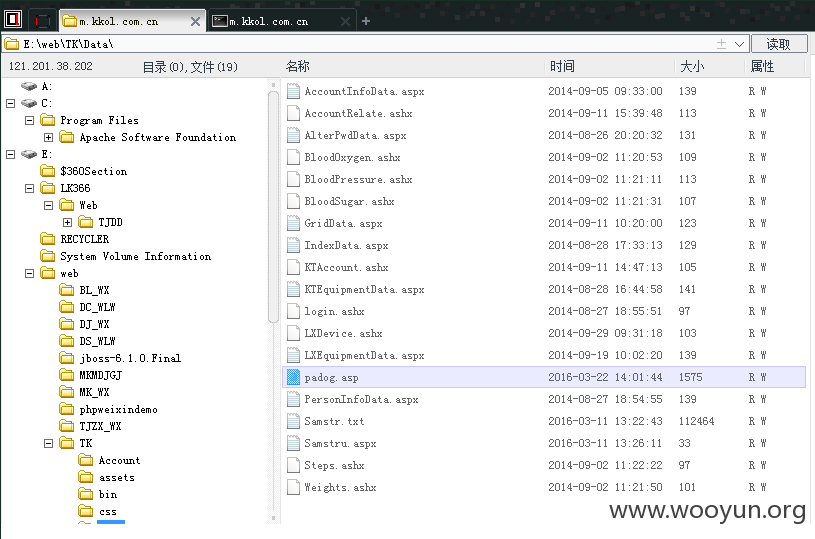 m.kkol.com.cn
m.kkol.com.cn
E:\web\TK\Data\
读取
121.201.38.202 目录(0),文件(19)
名称 时间 大小 属性
A:
C:
Program Files
Apache Software Foundation
E:
$360Section
LK366
Web
TJDD
RECYCLER
System Volume Information
web
BL_WX
DC_WLW
DJ_WX
DS_WLW
jboss-6.1.0.Final
MKMDJGJ
MK_WX
phpweixindemo
TJZX_WX
TK
Account
assets
bin
css
AccountInfoData.aspx 2014-09-05 09:33:00 139 R W
AccountRelate.ashx 2014-09-11 15:39:48 113 R W
AlterPwdData.aspx 2014-08-26 20:20:32 131 R W
BloodOxygen.ashx 2014-09-02 11:20:53 109 R W
BloodPressure.ashx 2014-09-02 11:21:11 113 R W
BloodSugar.ashx 2014-09-02 11:21:31 107 R W
GridData.aspx 2014-09-11 10:20:00 123 R W
IndexData.aspx 2014-08-28 17:33:13 129 R W
KTAccount.ashx 2014-09-11 14:47:13 105 R W
KTEquipmentData.aspx 2014-08-28 16:44:58 141 R W
login.ashx 2014-08-27 18:55:51 97 R W
LXDevice.ashx 2014-09-29 09:31:18 103 R W
LXEquipmentData.aspx 2014-09-19 10:02:20 139 R W
padog.asp 2016-03-22 14:01:44 1575 R W
PersonInfoData.aspx 2014-08-27 18:54:55 139 R W
Samstr.txt 2016-03-11 13:22:43 112464 R W
Samstru.aspx 2016-03-11 13:26:11 33 R W
Steps.ashx 2014-09-02 11:22:22 97 R W
Weights.ashx 2014-09-02 11:21:50 101 R W
www.wooyun.org